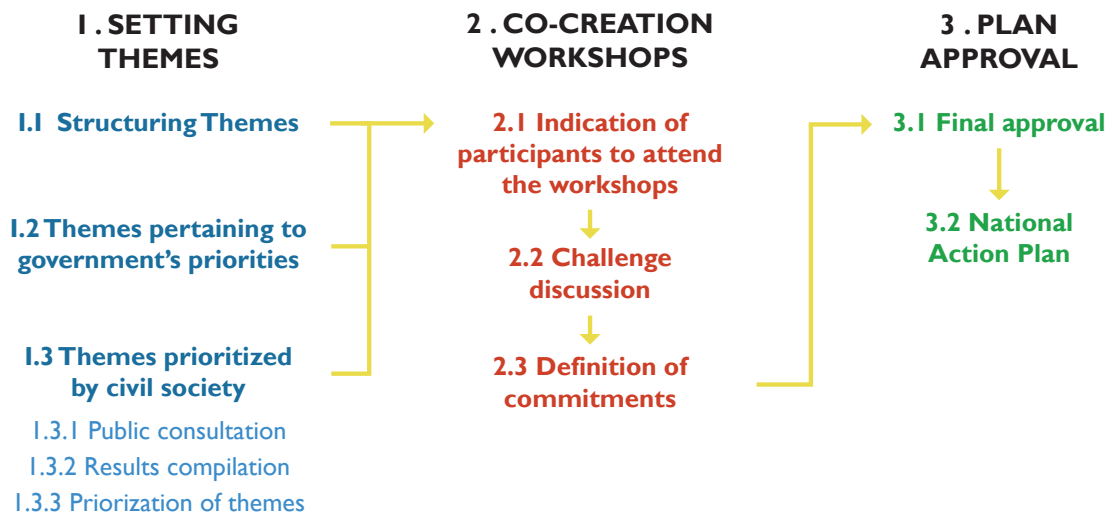 1 . SETTING
THEMES
1.1 Structuring Themes
1.2 Themes pertaining to
government's priorities
1.3 Themes prioritized
by civil society
1.3.1 Public consultation
1.3.2 Results compilation
1.3.3 Priorization of themes
2 . CO-CREATION
WORKSHOPS
2.1 Indication of
participants to attend
the workshops
2.2 Challenge
discussion
2.3 Definition of
commitments
3 . PLAN
APPROVAL
3.1 Final approval
3.2 National
Action Plan